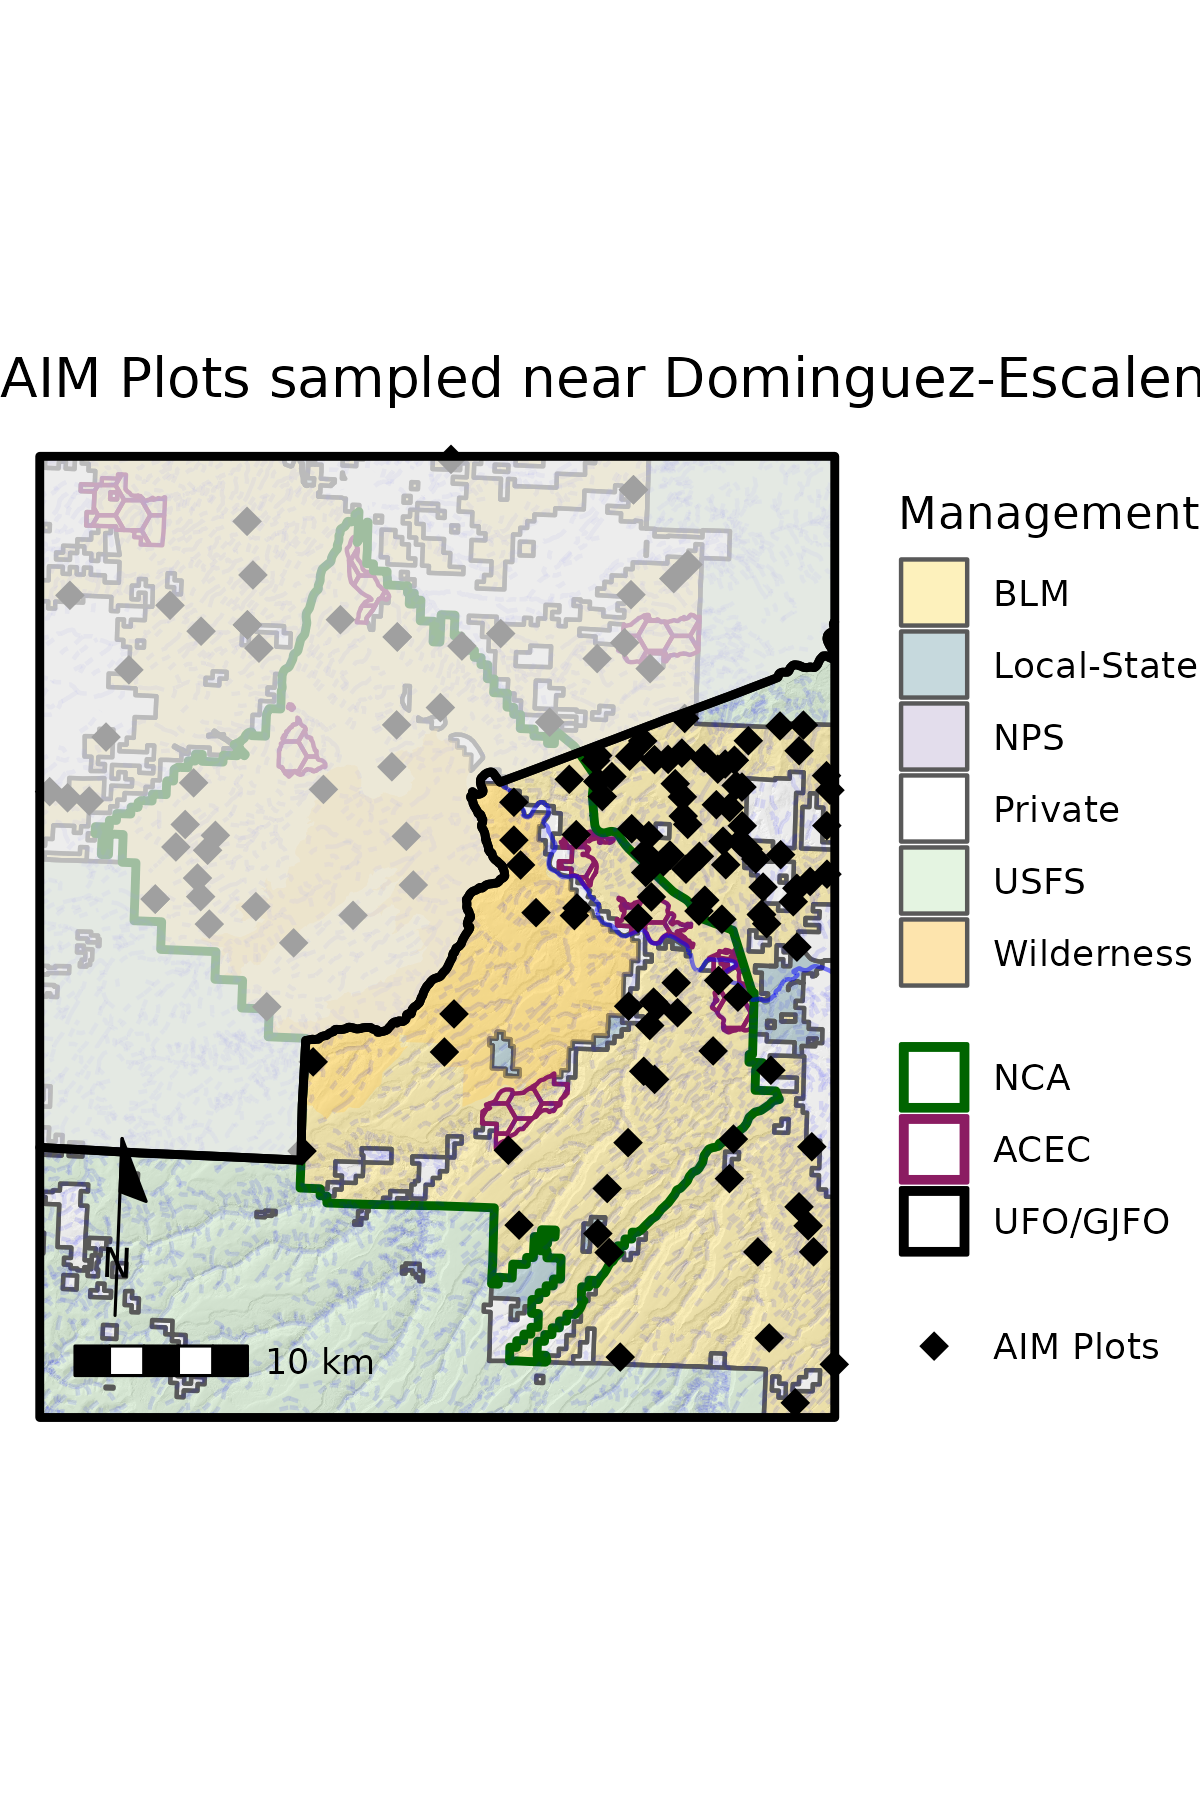 AIM Plots sampled near Dominguez-Escalen
Management
BLM
Local-State
NPS
Private
USFS
Wilderness
NCA
ACEC
UFO/GJFO
AIM Plots
N
10 km